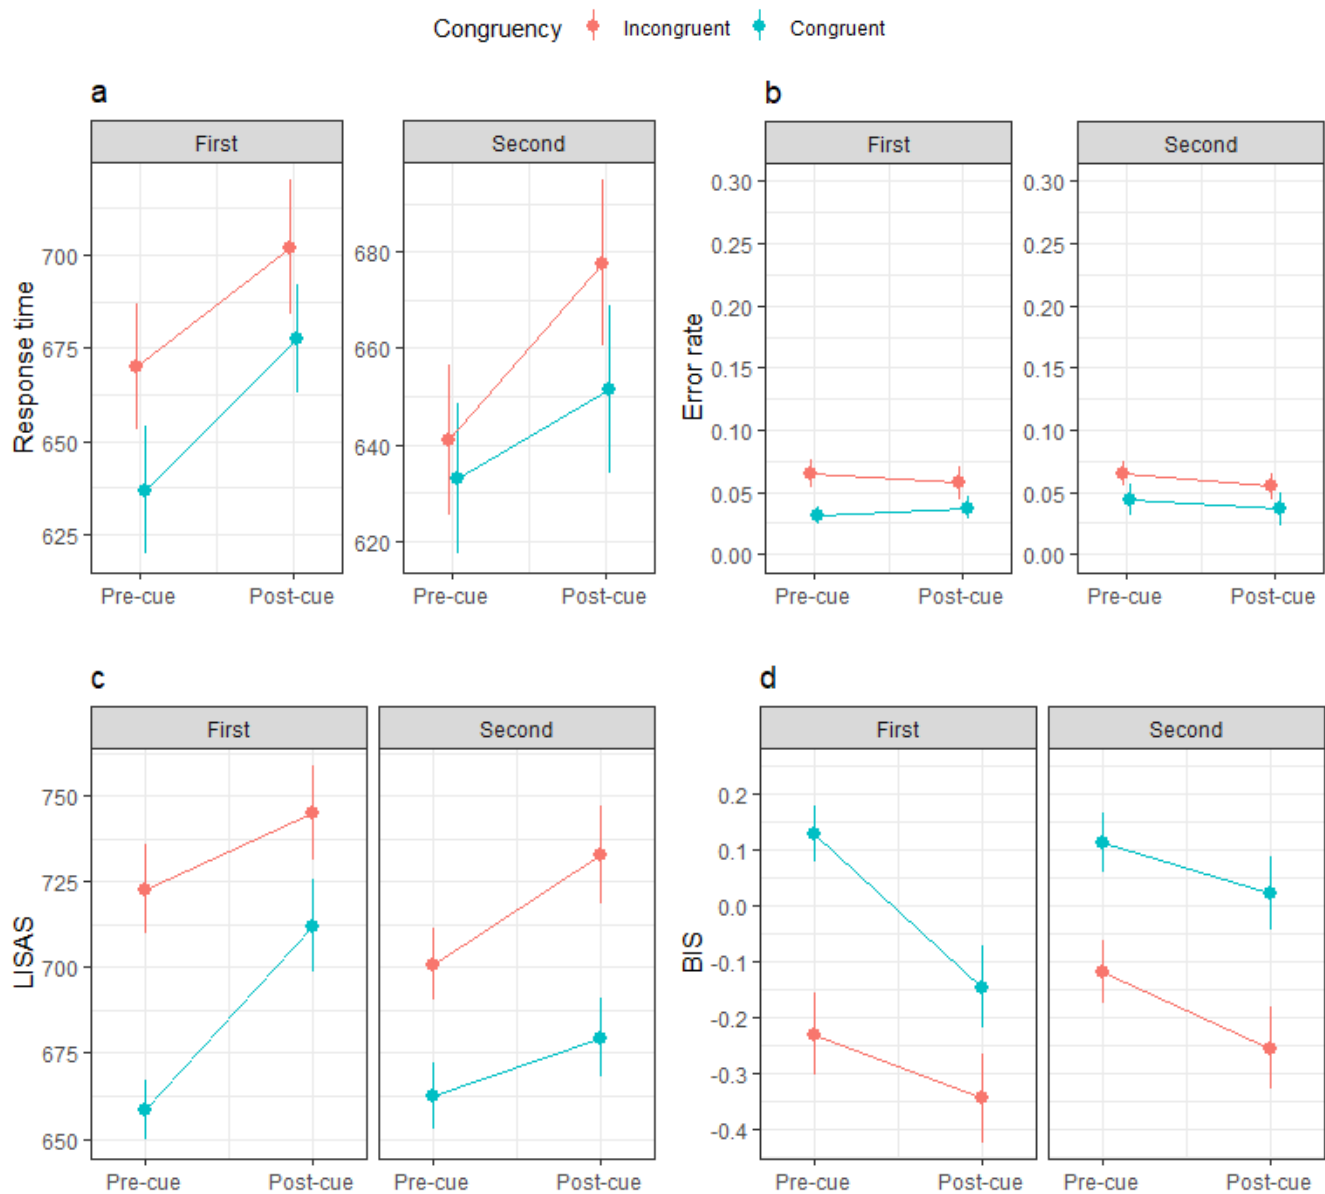 Congruency Incongruent Congruent
a
First Second
Response time
700
675
650
625
680
660
640
620
Pre-cue Post-cue Pre-cue Post-cue
b
First Second
Error rate
0.30
0.25
0.20
0.15
0.10
0.05
0.00
0.30
0.25
0.20
0.15
0.10
0.05
0.00
Pre-cue Post-cue Pre-cue Post-cue
c
First Second
LISAS
750
725
700
675
650
Pre-cue Post-cue Pre-cue Post-cue
d
First Second
BIS
0.2
0.1
0.0
-0.1
-0.2
-0.3
-0.4
Pre-cue Post-cue Pre-cue Post-cue